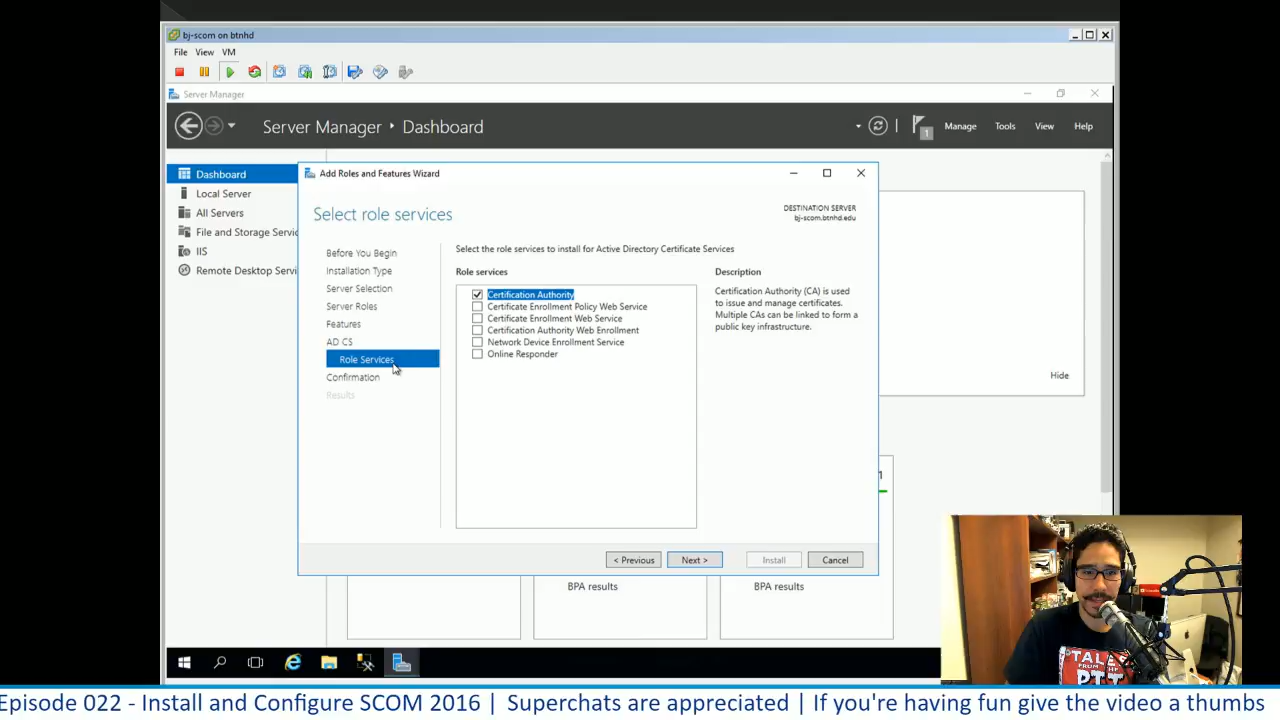 bj-scom on btnhd
File View VM
Server Manager
Server Manager ‣ Dashboard
1 Manage Tools View Help
Dashboard
Local Server
All Servers
File and Storage Servic
IIS
Remote Desktop Servi
Add Roles and Features Wizard
Select role services
DESTINATION SERVER
bj-scom.btnhd.edu
Before You Begin
Installation Type
Server Selection
Server Roles
Features
AD CS
Role Services
Confirmation
Results
Select the role services to install for Active Directory Certificate Services
Role services
Certification Authority
Certificate Enrollment Policy Web Service
Certificate Enrollment Web Service
Certification Authority Web Enrollment
Network Device Enrollment Service
Online Responder
Description
Certification Authority (CA) is used
to issue and manage certificates.
Multiple CAs can be linked to form a
public key infrastructure.
Hide
1
< Previous Next > Install Cancel
BPA results
BPA results
TALES
FROM THE
Episode 022 - Install and Configure SCOM 2016 | Superchats are appreciated | If you're having fun give the video a thumbs